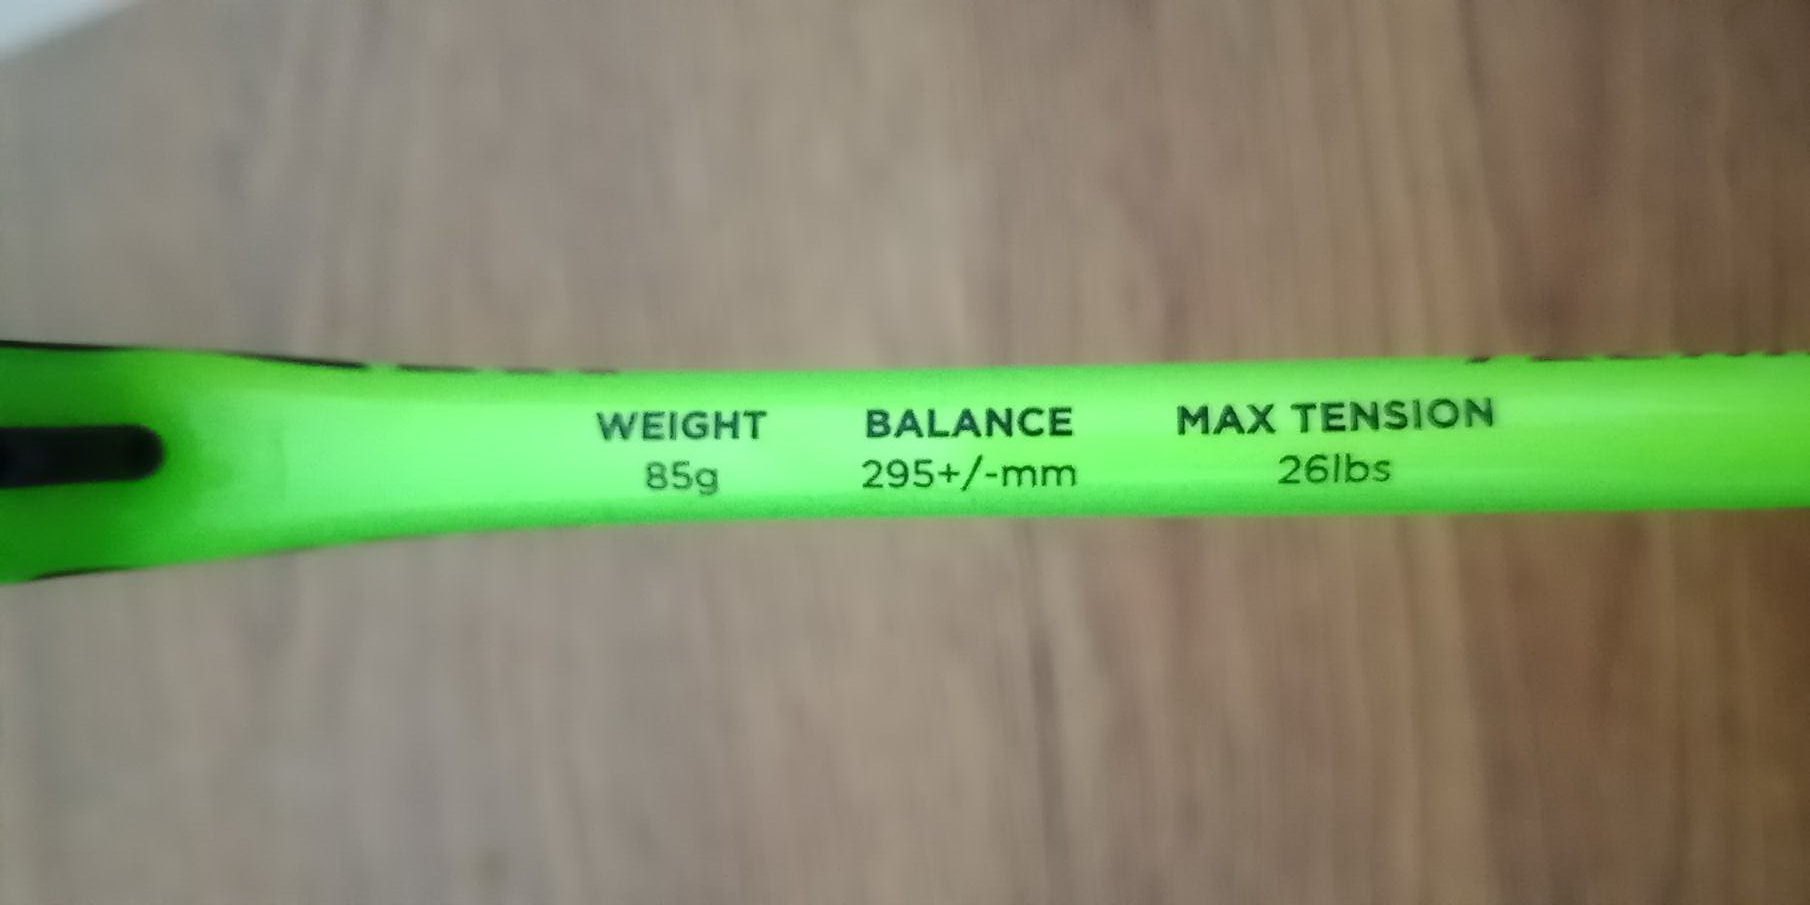 WEIGHT BALANCE MAX TENSION
85g 295+/-mm 26lbs